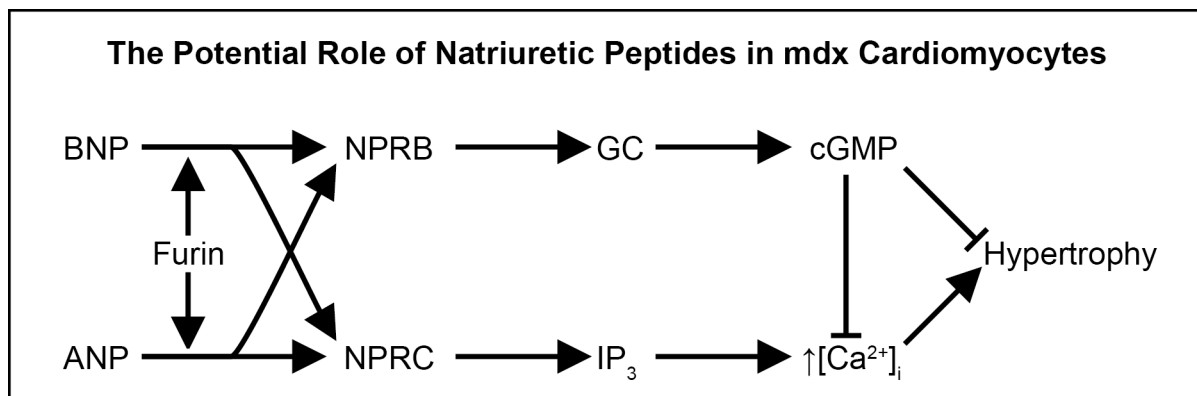 The Potential Role of Natriuretic Peptides in mdx Cardiomyocytes
BNP NPRB GC cGMP
Furin Hypertrophy
ANP NPRC IP₃ ↑[Ca²⁺]ᵢ